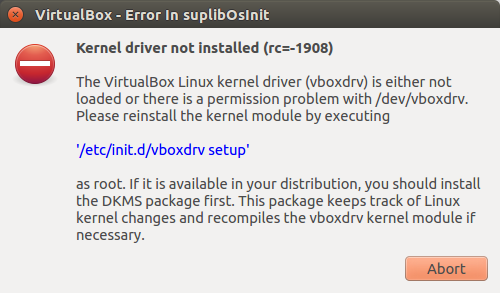 VirtualBox - Error In suplibOsInit
Kernel driver not installed (rc=-1908)
The VirtualBox Linux kernel driver (vboxdrv) is either not
loaded or there is a permission problem with /dev/vboxdrv.
Please reinstall the kernel module by executing
'/etc/init.d/vboxdrv setup'
as root. If it is available in your distribution, you should install
the DKMS package first. This package keeps track of Linux
kernel changes and recompiles the vboxdrv kernel module if
necessary.
Abort